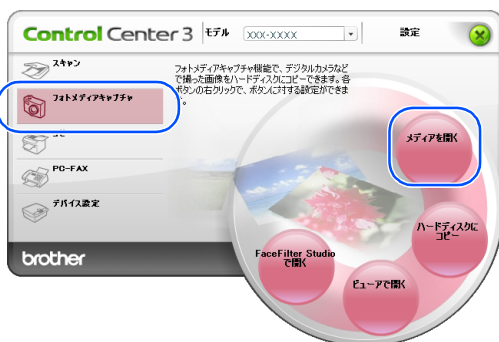 Control Center 3 モデル XXX-XXXX 設定
スキャン
フォトメディアキャプチャ
PC-FAX
デバイス設定
フォトメディアキャプチャ機能で、デジタルカメラなど
で撮った画像をハードディスクにコピーできます。各
ボタンの右クリックで、ボタンに対する設定ができま
。
メディアを開く
ハードディスクに
コピー
ビューアで開く
FaceFilter Studio
で開く
brother